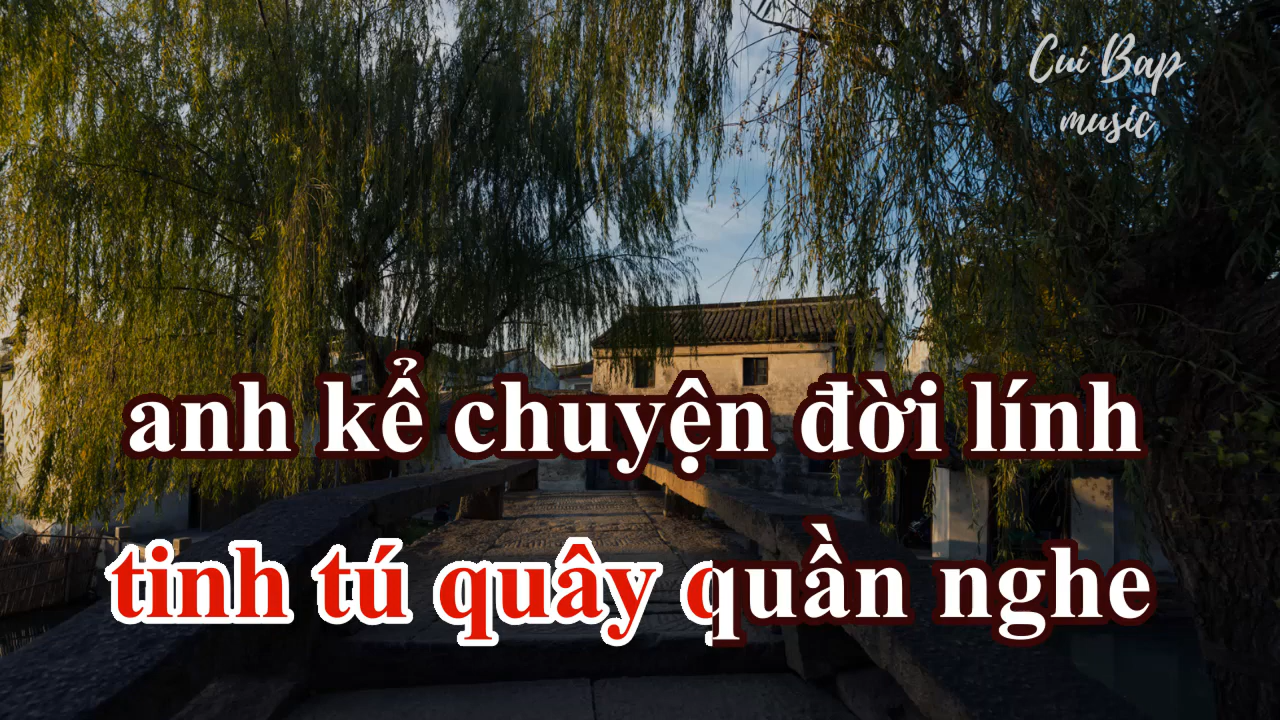 Cui Bap
music
anh kể chuyện đời lính
tinh tú quây quần nghe